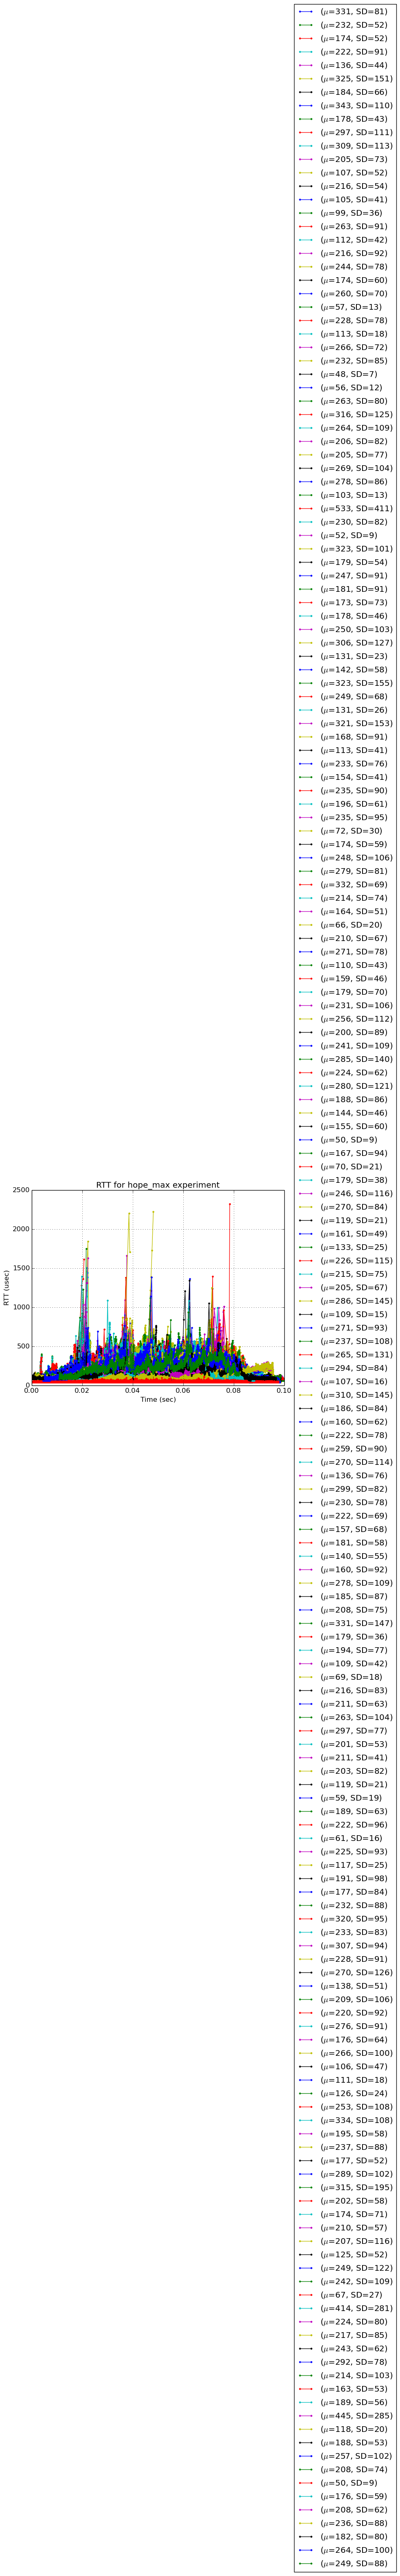 (μ=331, SD=81)
(μ=232, SD=52)
(μ=174, SD=52)
(μ=222, SD=91)
(μ=136, SD=44)
(μ=325, SD=151)
(μ=184, SD=66)
(μ=343, SD=110)
(μ=178, SD=43)
(μ=297, SD=111)
(μ=309, SD=113)
(μ=205, SD=73)
(μ=107, SD=52)
(μ=216, SD=54)
(μ=105, SD=41)
(μ=99, SD=36)
(μ=263, SD=91)
(μ=112, SD=42)
(μ=216, SD=92)
(μ=244, SD=78)
(μ=174, SD=60)
(μ=260, SD=70)
(μ=57, SD=13)
(μ=228, SD=78)
(μ=113, SD=18)
(μ=266, SD=72)
(μ=232, SD=85)
(μ=48, SD=7)
(μ=56, SD=12)
(μ=263, SD=80)
(μ=316, SD=125)
(μ=264, SD=109)
(μ=206, SD=82)
(μ=205, SD=77)
(μ=269, SD=104)
(μ=278, SD=86)
(μ=103, SD=13)
(μ=533, SD=411)
(μ=230, SD=82)
(μ=52, SD=9)
(μ=323, SD=101)
(μ=179, SD=54)
(μ=247, SD=91)
(μ=181, SD=91)
(μ=173, SD=73)
(μ=178, SD=46)
(μ=250, SD=103)
(μ=306, SD=127)
(μ=131, SD=23)
(μ=142, SD=58)
(μ=323, SD=155)
(μ=249, SD=68)
(μ=131, SD=26)
(μ=321, SD=153)
(μ=168, SD=91)
(μ=113, SD=41)
(μ=233, SD=76)
(μ=154, SD=41)
(μ=235, SD=90)
(μ=196, SD=61)
(μ=235, SD=95)
(μ=72, SD=30)
(μ=174, SD=59)
(μ=248, SD=106)
(μ=279, SD=81)
(μ=332, SD=69)
(μ=214, SD=74)
(μ=164, SD=51)
(μ=66, SD=20)
(μ=210, SD=67)
(μ=271, SD=78)
(μ=110, SD=43)
(μ=159, SD=46)
(μ=179, SD=70)
(μ=231, SD=106)
(μ=256, SD=112)
(μ=200, SD=89)
(μ=241, SD=109)
(μ=285, SD=140)
(μ=224, SD=62)
(μ=280, SD=121)
(μ=188, SD=86)
(μ=144, SD=46)
(μ=155, SD=60)
(μ=50, SD=9)
(μ=167, SD=94)
(μ=70, SD=21)
(μ=179, SD=38)
(μ=246, SD=116)
(μ=270, SD=84)
(μ=119, SD=21)
(μ=161, SD=49)
(μ=133, SD=25)
(μ=226, SD=115)
(μ=215, SD=75)
(μ=205, SD=67)
(μ=286, SD=145)
(μ=109, SD=15)
(μ=271, SD=93)
(μ=237, SD=108)
(μ=265, SD=131)
(μ=294, SD=84)
(μ=107, SD=16)
(μ=310, SD=145)
(μ=186, SD=84)
(μ=160, SD=62)
(μ=222, SD=78)
(μ=259, SD=90)
(μ=270, SD=114)
(μ=136, SD=76)
(μ=299, SD=82)
(μ=230, SD=78)
(μ=222, SD=69)
(μ=157, SD=68)
(μ=181, SD=58)
(μ=140, SD=55)
(μ=160, SD=92)
(μ=278, SD=109)
(μ=185, SD=87)
(μ=208, SD=75)
(μ=331, SD=147)
(μ=179, SD=36)
(μ=194, SD=77)
(μ=109, SD=42)
(μ=69, SD=18)
(μ=216, SD=83)
(μ=211, SD=63)
(μ=263, SD=104)
(μ=297, SD=77)
(μ=201, SD=53)
(μ=211, SD=41)
(μ=203, SD=82)
(μ=119, SD=21)
(μ=59, SD=19)
(μ=189, SD=63)
(μ=222, SD=96)
(μ=61, SD=16)
(μ=225, SD=93)
(μ=117, SD=25)
(μ=191, SD=98)
(μ=177, SD=84)
(μ=232, SD=88)
(μ=320, SD=95)
(μ=233, SD=83)
(μ=307, SD=94)
(μ=228, SD=91)
(μ=270, SD=126)
(μ=138, SD=51)
(μ=209, SD=106)
(μ=220, SD=92)
(μ=276, SD=91)
(μ=176, SD=64)
(μ=266, SD=100)
(μ=106, SD=47)
(μ=111, SD=18)
(μ=126, SD=24)
(μ=253, SD=108)
(μ=334, SD=108)
(μ=195, SD=58)
(μ=237, SD=88)
(μ=177, SD=52)
(μ=289, SD=102)
(μ=315, SD=195)
(μ=202, SD=58)
(μ=174, SD=71)
(μ=210, SD=57)
(μ=207, SD=116)
(μ=125, SD=52)
(μ=249, SD=122)
(μ=242, SD=109)
(μ=67, SD=27)
(μ=414, SD=281)
(μ=224, SD=80)
(μ=217, SD=85)
(μ=243, SD=62)
(μ=292, SD=78)
(μ=214, SD=103)
(μ=163, SD=53)
(μ=189, SD=56)
(μ=445, SD=285)
(μ=118, SD=20)
(μ=188, SD=53)
(μ=257, SD=102)
(μ=208, SD=74)
(μ=50, SD=9)
(μ=176, SD=59)
(μ=208, SD=62)
(μ=236, SD=88)
(μ=182, SD=80)
(μ=264, SD=100)
(μ=249, SD=88)
RTT for hope_max experiment
2500
2000
1500
1000
500
0
RTT (usec)
0.00 0.02 0.04 0.06 0.08 0.10
Time (sec)